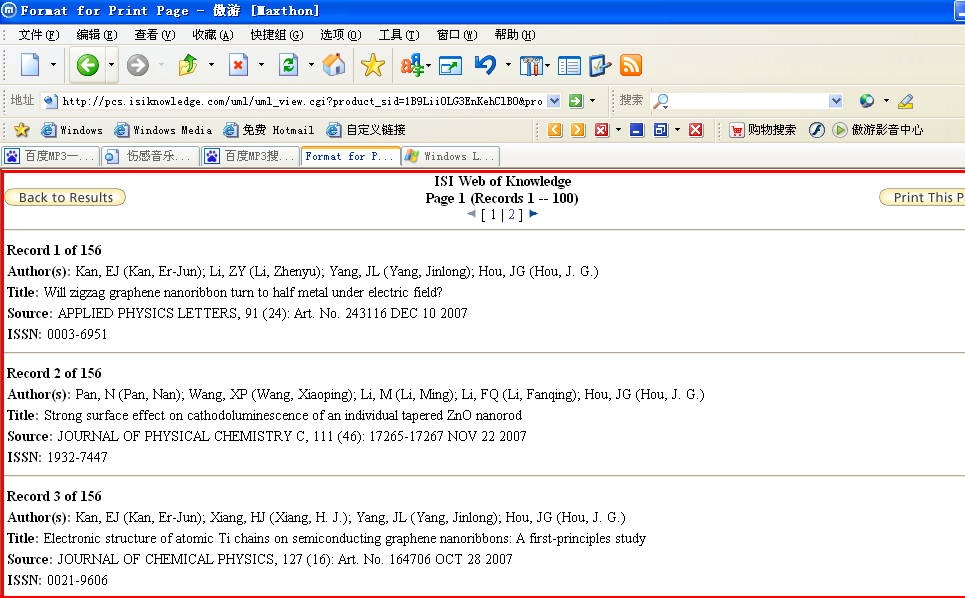 Format for Print Page - 傲游 [Maxthon]
文件(F) 编辑(E) 查看(V) 收藏(A) 快捷组(G) 选项(O) 工具(T) 窗口(W) 帮助(H)
地址 http://pcs.isiknowledge.com/uml/uml_view.cgi?product_sid=1B9LiiOLG3EnKehClBO&pro 搜索
Windows Windows Media 免费 Hotmail 自定义链接 购物搜索 傲游影音中心
百度MP3一... 伤感音乐... 百度MP3搜... Format for P... Windows L...
ISI Web of Knowledge
Back to Results Page 1 (Records 1 -- 100) Print This P
[ 1 | 2 ]
Record 1 of 156
Author(s): Kan, EJ (Kan, Er-Jun); Li, ZY (Li, Zhenyu); Yang, JL (Yang, Jinlong); Hou, JG (Hou, J. G.)
Title: Will zigzag graphene nanoribbon turn to half metal under electric field?
Source: APPLIED PHYSICS LETTERS, 91 (24): Art. No. 243116 DEC 10 2007
ISSN: 0003-6951
Record 2 of 156
Author(s): Pan, N (Pan, Nan); Wang, XP (Wang, Xiaoping); Li, M (Li, Ming); Li, FQ (Li, Fanqing); Hou, JG (Hou, J. G.)
Title: Strong surface effect on cathodoluminescence of an individual tapered ZnO nanorod
Source: JOURNAL OF PHYSICAL CHEMISTRY C, 111 (46): 17265-17267 NOV 22 2007
ISSN: 1932-7447
Record 3 of 156
Author(s): Kan, EJ (Kan, Er-Jun); Xiang, HJ (Xiang, H. J.); Yang, JL (Yang, Jinlong); Hou, JG (Hou, J. G.)
Title: Electronic structure of atomic Ti chains on semiconducting graphene nanoribbons: A first-principles study
Source: JOURNAL OF CHEMICAL PHYSICS, 127 (16): Art. No. 164706 OCT 28 2007
ISSN: 0021-9606